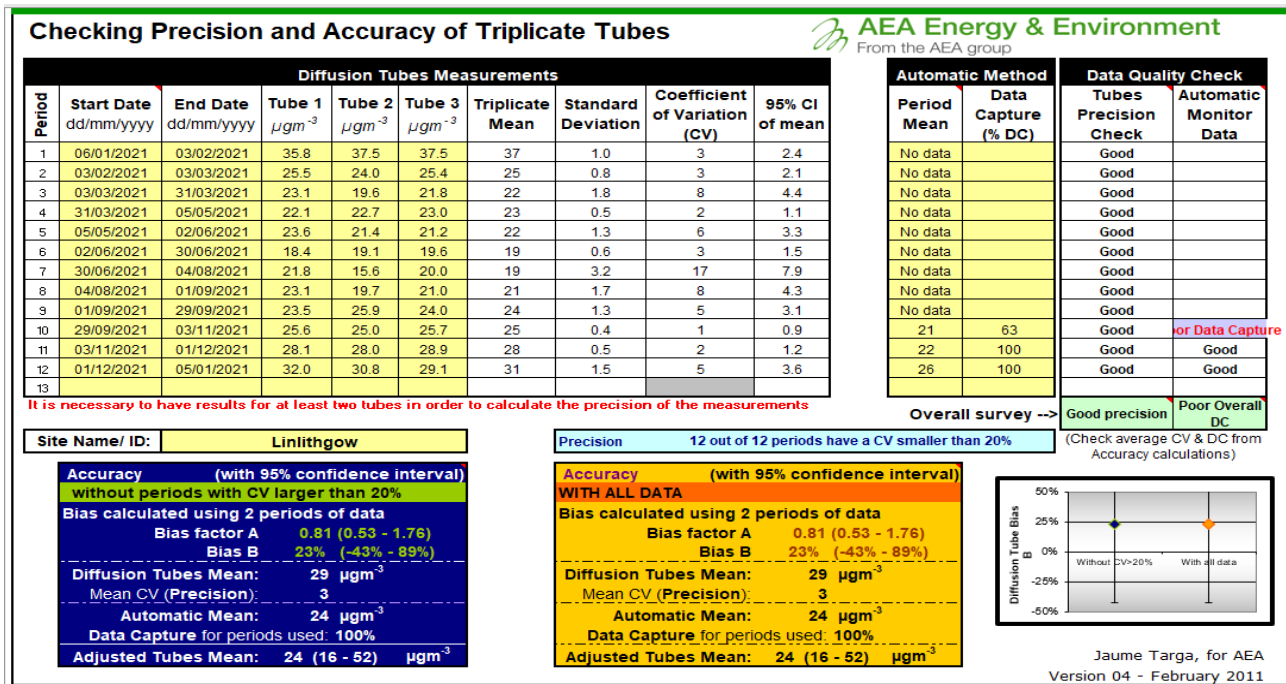 Checking Precision and Accuracy of Triplicate Tubes
AEA Energy & Environment
From the AEA group
Diffusion Tubes Measurements
Automatic Method
Data Quality Check
Period
Start Date dd/mm/yyyy
End Date dd/mm/yyyy
Tube 1 µgm-3
Tube 2 µgm-3
Tube 3 µgm-3
Triplicate Mean
Standard Deviation
Coefficient of Variation (CV)
95% CI of mean
Period Mean
Data Capture (% DC)
Tubes Precision Check
Automatic Monitor Data
1 06/01/2021 03/02/2021 35.8 37.5 37.5 37 1.0 3 2.4 No data Good
2 03/02/2021 03/03/2021 25.5 24.0 25.4 25 0.8 3 2.1 No data Good
3 03/03/2021 31/03/2021 23.1 19.6 21.8 22 1.8 8 4.4 No data Good
4 31/03/2021 05/05/2021 22.1 22.7 23.0 23 0.5 2 1.1 No data Good
5 05/05/2021 02/06/2021 23.6 21.4 21.2 22 1.3 6 3.3 No data Good
6 02/06/2021 30/06/2021 18.4 19.1 19.6 19 0.6 3 1.5 No data Good
7 30/06/2021 04/08/2021 21.8 15.6 20.0 19 3.2 17 7.9 No data Good
8 04/08/2021 01/09/2021 23.1 19.7 21.0 21 1.7 8 4.3 No data Good
9 01/09/2021 29/09/2021 23.5 25.9 24.0 24 1.3 5 3.1 No data Good
10 29/09/2021 03/11/2021 25.6 25.0 25.7 25 0.4 1 0.9 21 63 Good or Data Capture
11 03/11/2021 01/12/2021 28.1 28.0 28.9 28 0.5 2 1.2 22 100 Good Good
12 01/12/2021 05/01/2021 32.0 30.8 29.1 31 1.5 5 3.6 26 100 Good Good
13
It is necessary to have results for at least two tubes in order to calculate the precision of the measurements
Overall survey --> Good precision Poor Overall DC
Site Name/ ID: Linlithgow
Precision 12 out of 12 periods have a CV smaller than 20%
(Check average CV & DC from
Accuracy calculations)
Accuracy (with 95% confidence interval)
without periods with CV larger than 20%
Bias calculated using 2 periods of data
Bias factor A 0.81 (0.53 - 1.76)
Bias B 23% (-43% - 89%)
Diffusion Tubes Mean: 29 µgm-3
Mean CV (Precision): 3
Automatic Mean: 24 µgm-3
Data Capture for periods used: 100%
Adjusted Tubes Mean: 24 (16 - 52) µgm-3
Accuracy (with 95% confidence interval)
WITH ALL DATA
Bias calculated using 2 periods of data
Bias factor A 0.81 (0.53 - 1.76)
Bias B 23% (-43% - 89%)
Diffusion Tubes Mean: 29 µgm-3
Mean CV (Precision): 3
Automatic Mean: 24 µgm-3
Data Capture for periods used: 100%
Adjusted Tubes Mean: 24 (16 - 52) µgm-3
Diffusion Tube Bias
B
50%
25%
0%
-25%
-50%
Without CV>20%
With all data
Jaume Targa, for AEA
Version 04 - February 2011